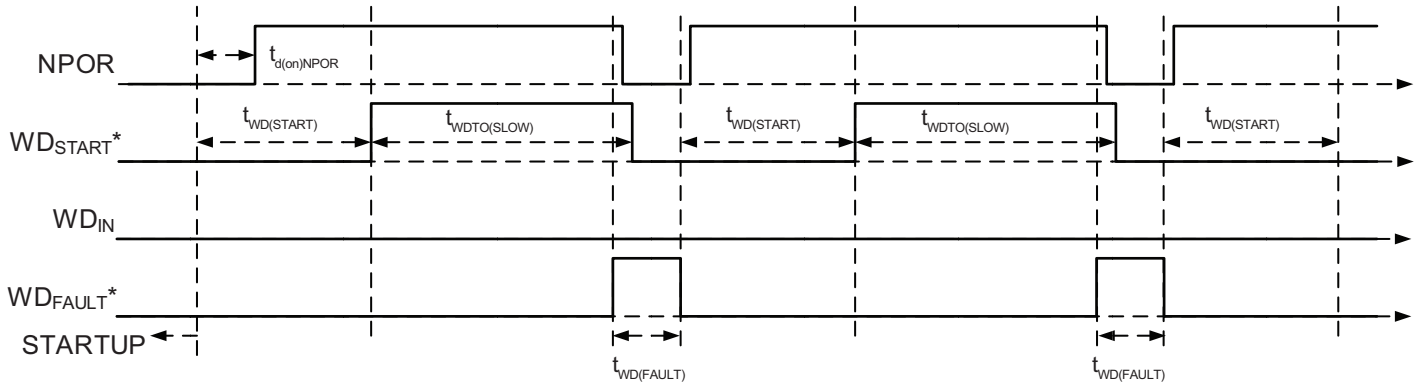 NPOR
t_d(on)NPOR
WD_START*
t_WD(START)
t_WDTO(SLOW)
t_WD(START)
t_WDTO(SLOW)
t_WD(START)
WD_IN
WD_FAULT*
STARTUP
t_WD(FAULT)
t_WD(FAULT)